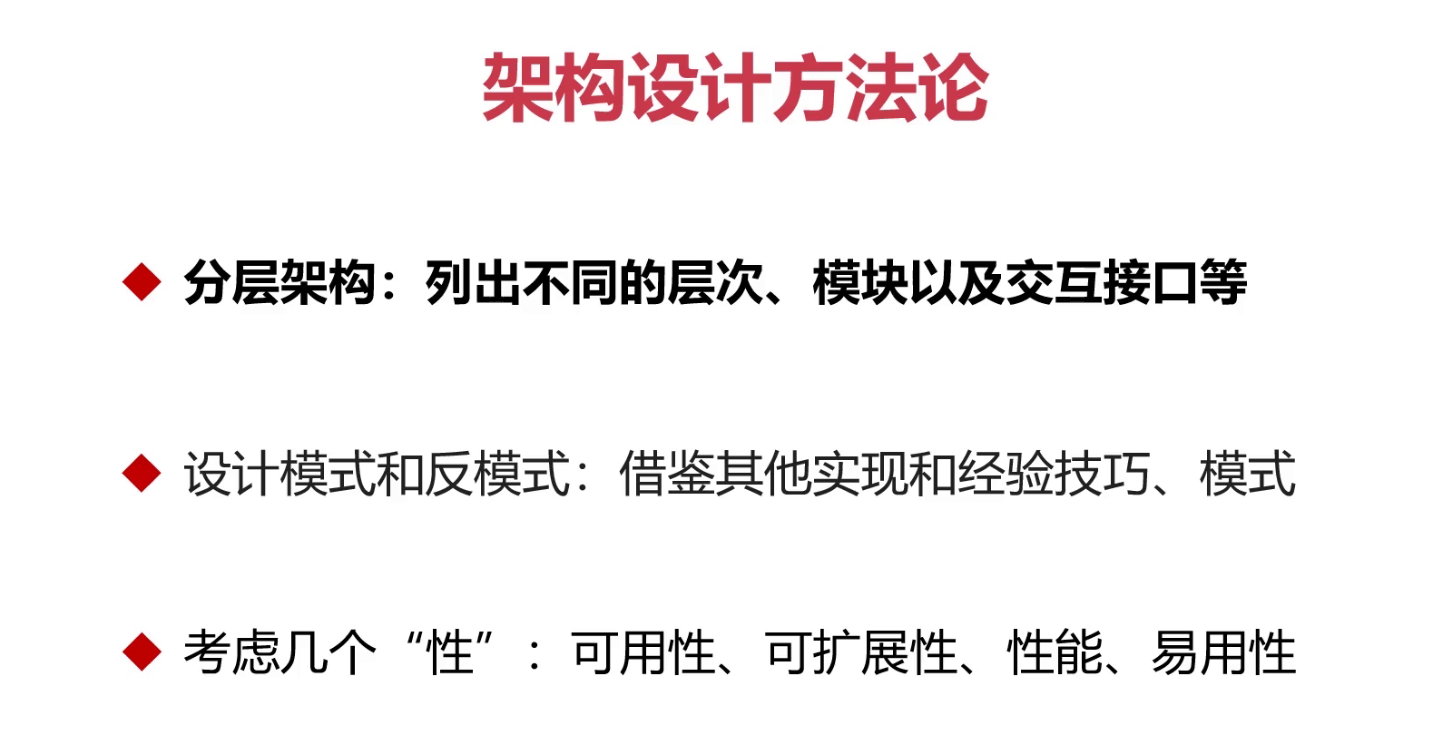 架构设计方法论
分层架构：列出不同的层次、模块以及交互接口等
设计模式和反模式：借鉴其他实现和经验技巧、模式
考虑几个“性”：可用性、可扩展性、性能、易用性